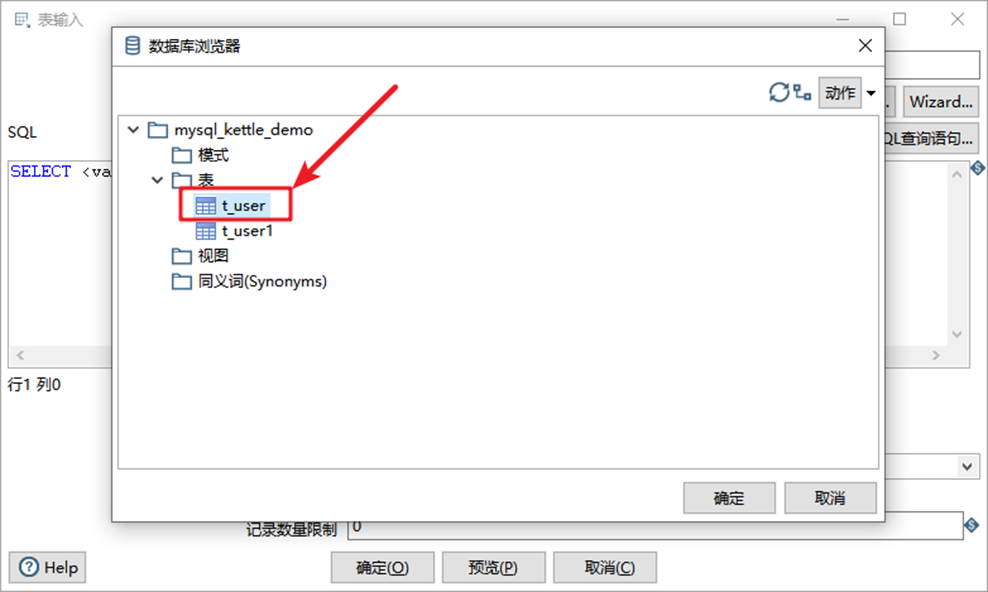 表输入
数据库浏览器
动作
Wizard...
SQL
QL查询语句...
mysql_kettle_demo
模式
SELECT <va
表
t_user
t_user1
视图
同义词(Synonyms)
行1 列0
确定 取消
记录数量限制 0
Help 确定(O) 预览(P) 取消(C)